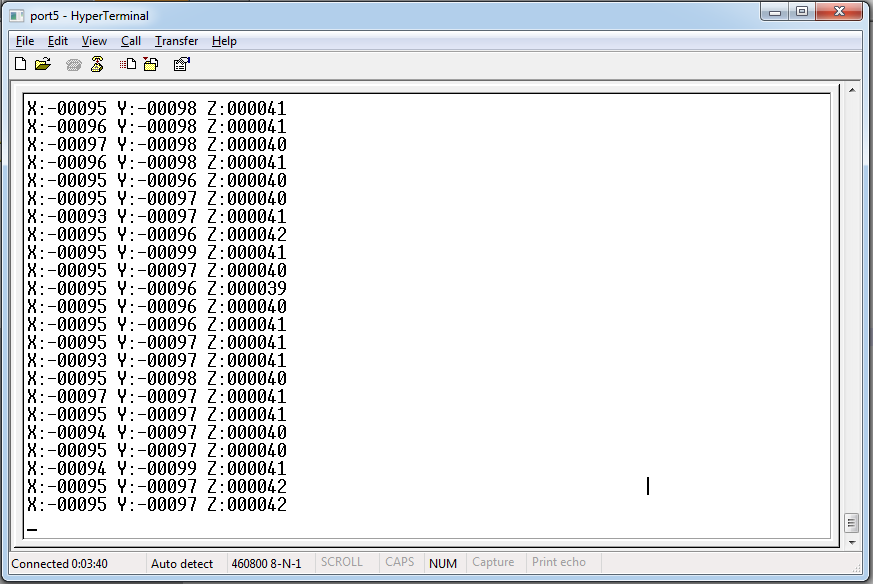 port5 - HyperTerminal
File Edit View Call Transfer Help
X:-00095 Y:-00098 Z:000041
X:-00096 Y:-00098 Z:000041
X:-00097 Y:-00098 Z:000040
X:-00096 Y:-00098 Z:000041
X:-00095 Y:-00096 Z:000040
X:-00095 Y:-00097 Z:000040
X:-00093 Y:-00097 Z:000041
X:-00095 Y:-00096 Z:000042
X:-00095 Y:-00099 Z:000041
X:-00095 Y:-00097 Z:000040
X:-00095 Y:-00096 Z:000039
X:-00095 Y:-00096 Z:000040
X:-00095 Y:-00096 Z:000041
X:-00095 Y:-00097 Z:000041
X:-00093 Y:-00097 Z:000041
X:-00095 Y:-00098 Z:000040
X:-00097 Y:-00097 Z:000041
X:-00095 Y:-00097 Z:000041
X:-00094 Y:-00097 Z:000040
X:-00095 Y:-00097 Z:000040
X:-00094 Y:-00099 Z:000041
X:-00095 Y:-00097 Z:000042
X:-00095 Y:-00097 Z:000042
_
Connected 0:03:40 Auto detect 460800 8-N-1 SCROLL CAPS NUM Capture Print echo